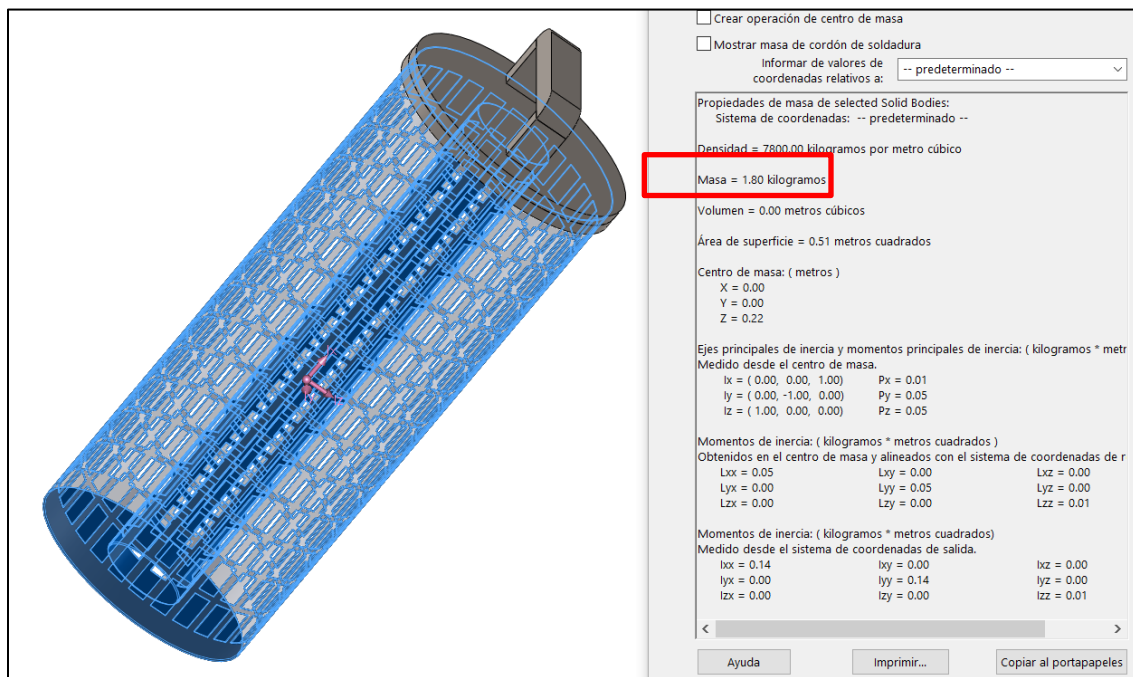 Crear operación de centro de masa
Mostrar masa de cordón de soldadura
Informar de valores de
coordenadas relativos a: -- predeterminado --
Propiedades de masa de selected Solid Bodies:
Sistema de coordenadas: -- predeterminado --
Densidad = 7800.00 kilogramos por metro cúbico
Masa = 1.80 kilogramos
Volumen = 0.00 metros cúbicos
Área de superficie = 0.51 metros cuadrados
Centro de masa: ( metros )
X = 0.00
Y = 0.00
Z = 0.22
Ejes principales de inercia y momentos principales de inercia: ( kilogramos * metr
Medido desde el centro de masa.
Ix = ( 0.00, 0.00, 1.00) Px = 0.01
Iy = ( 0.00, -1.00, 0.00) Py = 0.05
Iz = ( 1.00, 0.00, 0.00) Pz = 0.05
Momentos de inercia: ( kilogramos * metros cuadrados )
Obtenidos en el centro de masa y alineados con el sistema de coordenadas de r
Lxx = 0.05 Lxy = 0.00 Lxz = 0.00
Lyx = 0.00 Lyy = 0.05 Lyz = 0.00
Lzx = 0.00 Lzy = 0.00 Lzz = 0.01
Momentos de inercia: ( kilogramos * metros cuadrados)
Medido desde el sistema de coordenadas de salida.
Ixx = 0.14 Ixy = 0.00 Ixz = 0.00
Iyx = 0.00 Iyy = 0.14 Iyz = 0.00
Izx = 0.00 Izy = 0.00 Izz = 0.01
Ayuda Imprimir... Copiar al portapapeles